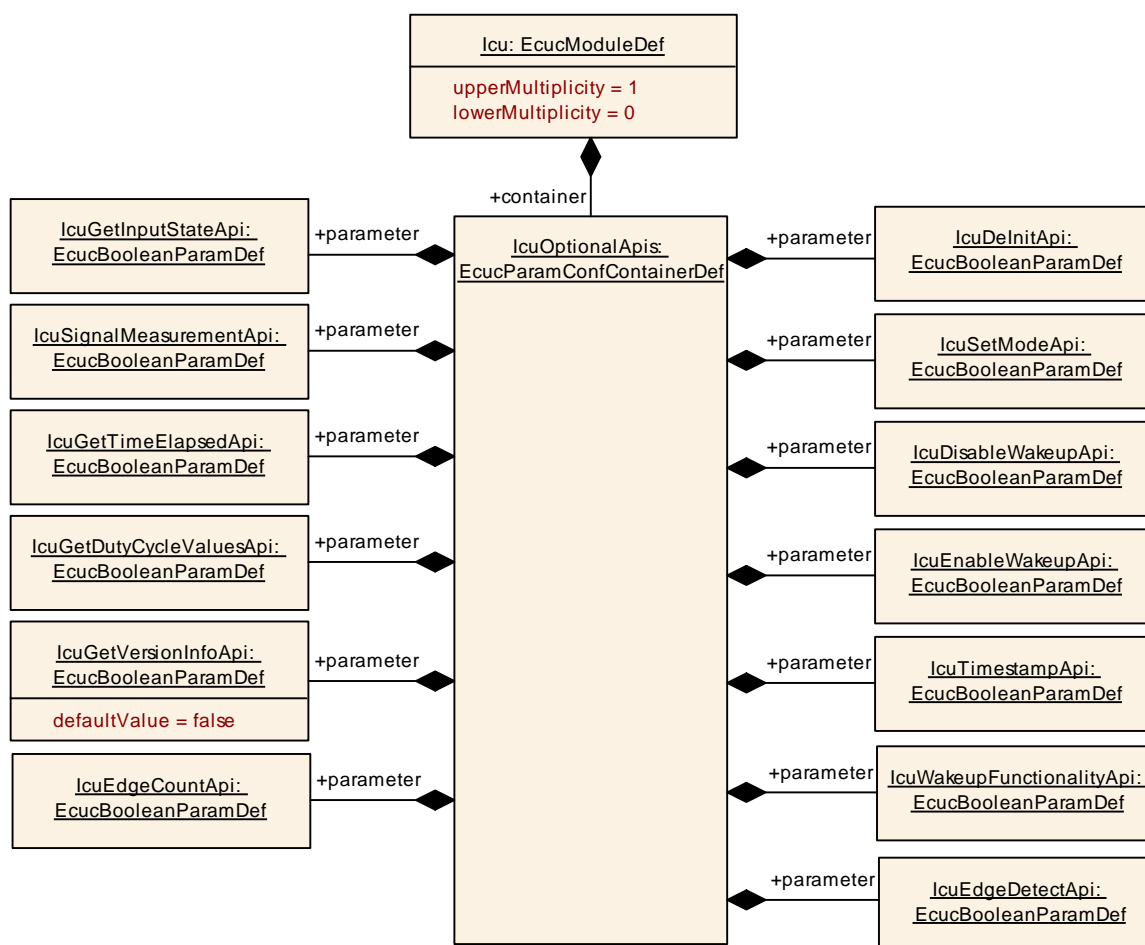 Icu: EcucModuleDef
upperMultiplicity = 1
lowerMultiplicity = 0
+container
IcuOptionalApis:
EcucParamConfContainerDef
IcuGetInputStateApi:
EcucBooleanParamDef
+parameter
IcuSignalMeasurementApi:
EcucBooleanParamDef
+parameter
IcuGetTimeElapsedApi:
EcucBooleanParamDef
+parameter
IcuGetDutyCycleValuesApi:
EcucBooleanParamDef
+parameter
IcuGetVersionInfoApi:
EcucBooleanParamDef
defaultValue = false
+parameter
IcuEdgeCountApi:
EcucBooleanParamDef
+parameter
+parameter
IcuDeInitApi:
EcucBooleanParamDef
+parameter
IcuSetModeApi:
EcucBooleanParamDef
+parameter
IcuDisableWakeupApi:
EcucBooleanParamDef
+parameter
IcuEnableWakeupApi:
EcucBooleanParamDef
+parameter
IcuTimestampApi:
EcucBooleanParamDef
+parameter
IcuWakeupFunctionalityApi:
EcucBooleanParamDef
+parameter
IcuEdgeDetectApi:
EcucBooleanParamDef